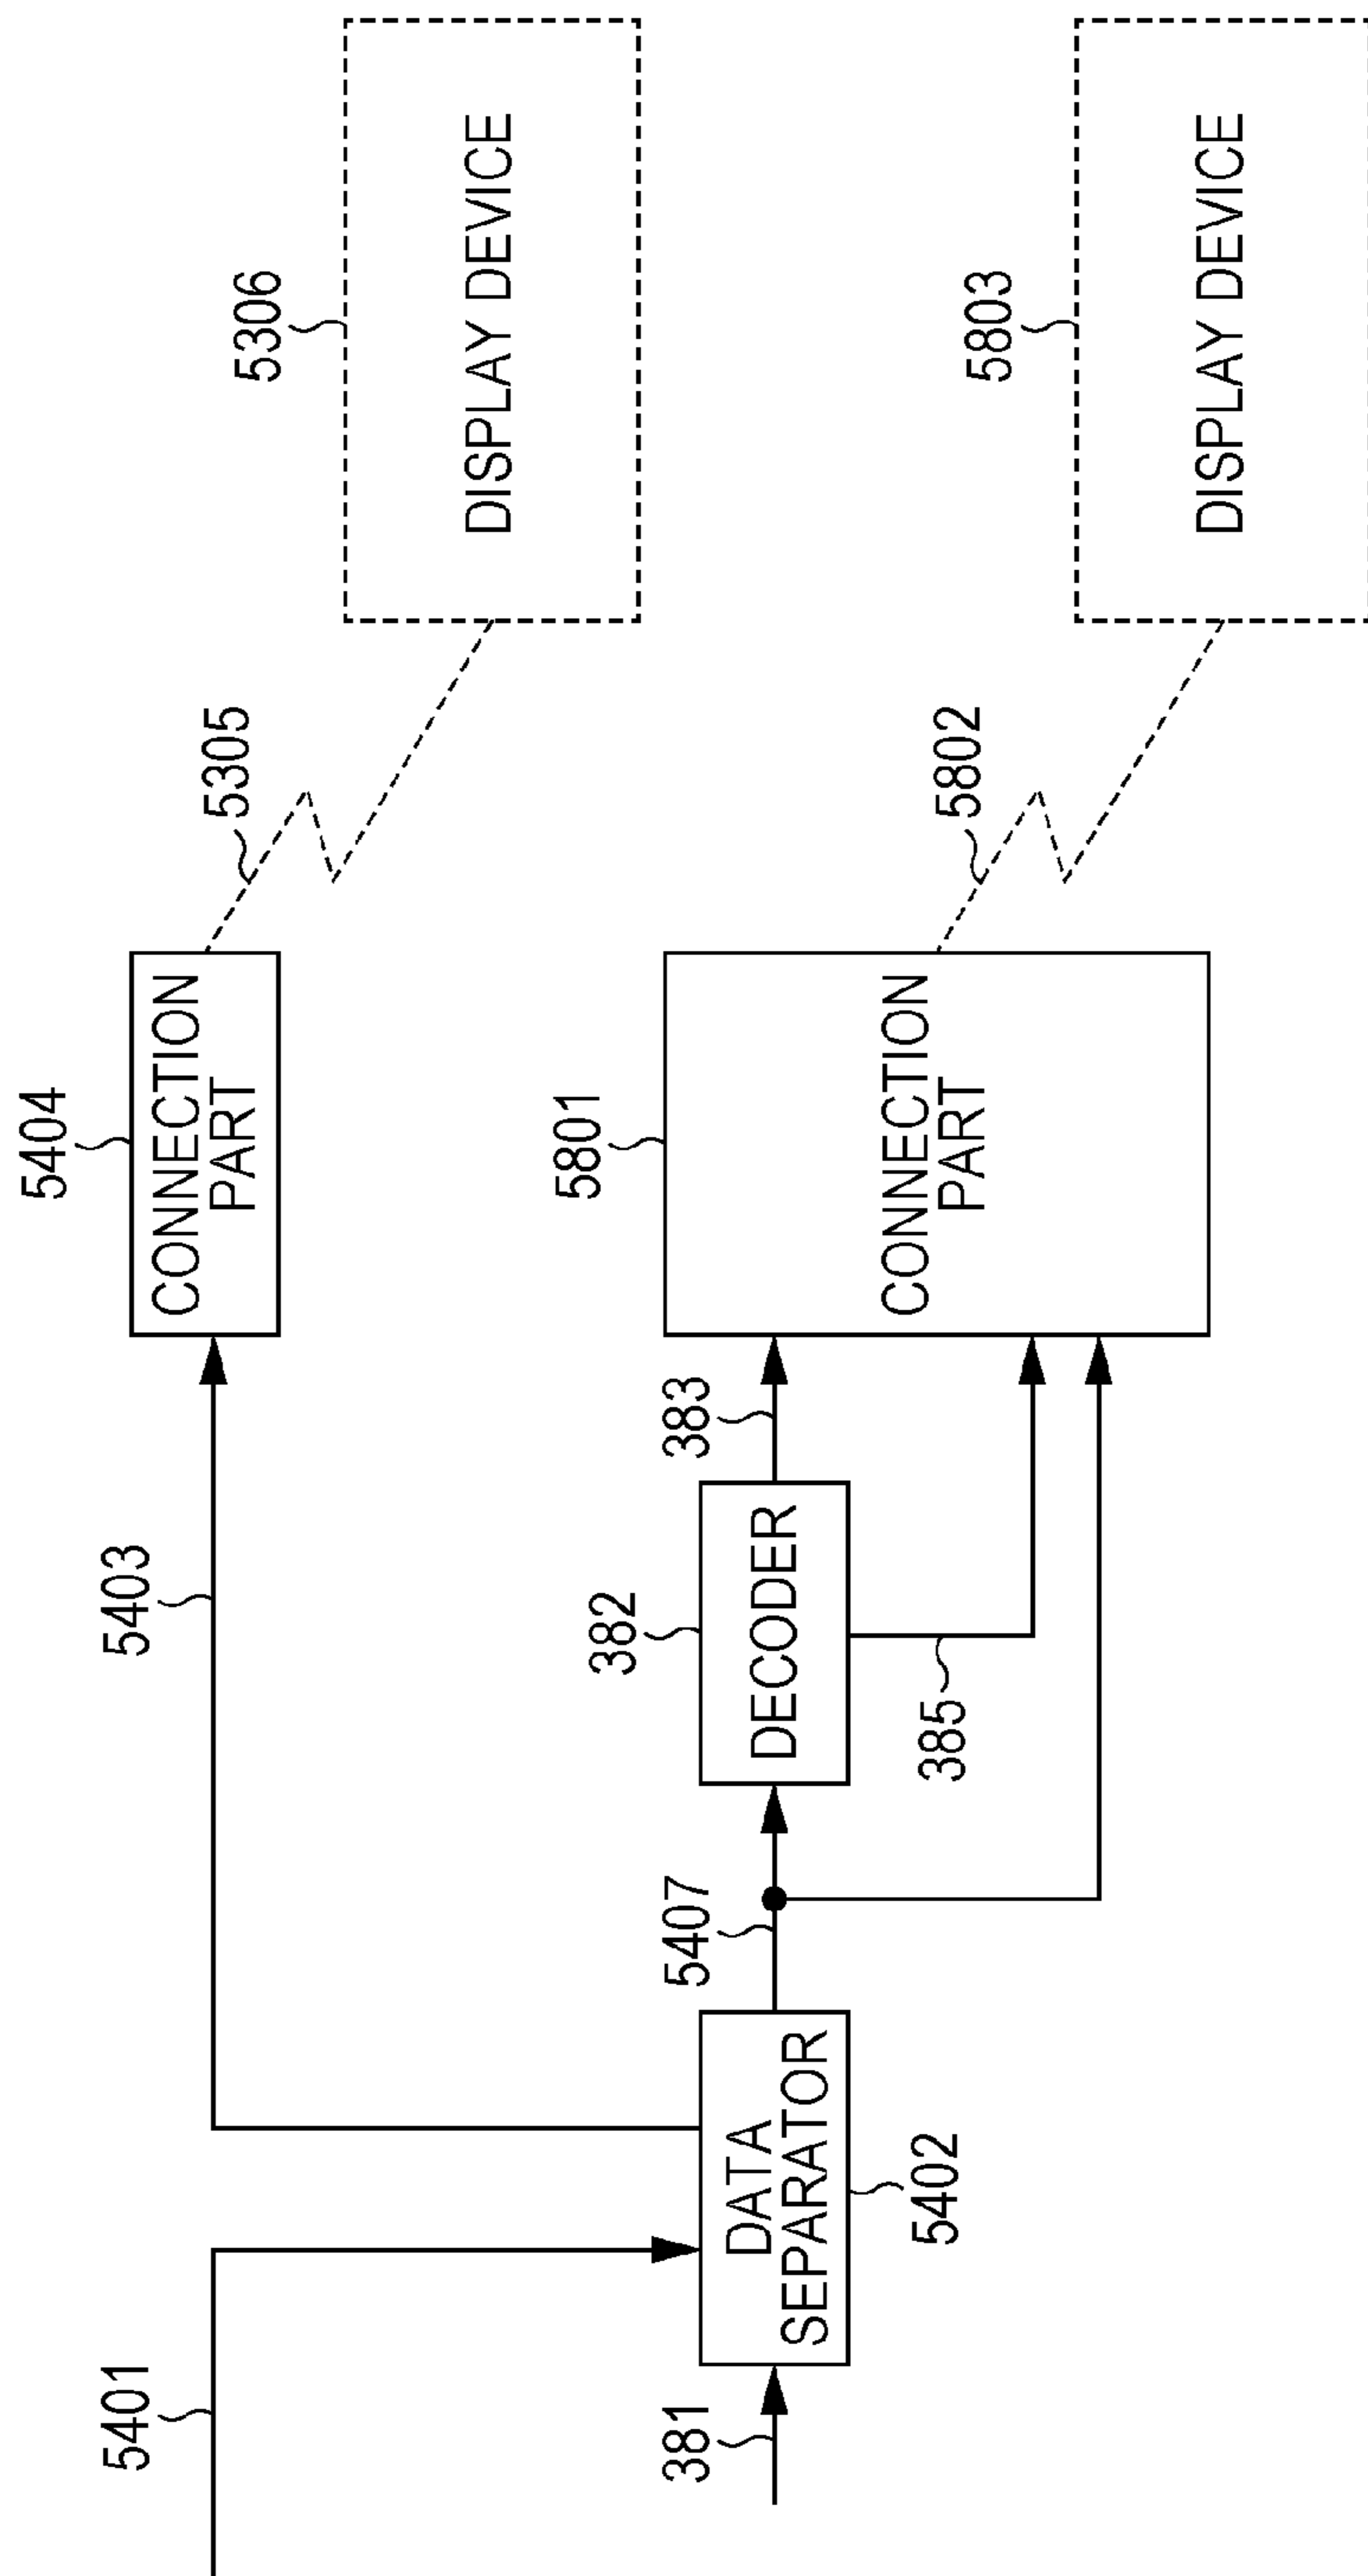 5401
381
DATA
SEPARATOR
5402
5403
5407
382
DECODER
383
385
5404
CONNECTION
PART
5305
5306
DISPLAY DEVICE
5801
CONNECTION
PART
5802
5803
DISPLAY DEVICE